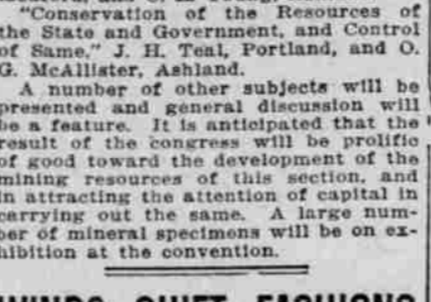 "Conservation of the Resources of
the State and Government, and Control
of Same," J. H. Teal, Portland, and O.
G. McAllister, Ashland.
A number of other subjects will be
presented and general discussion will
be a feature. It is anticipated that the
result of the congress will be prolific
of good toward the development of the
mining resources of this section, and
in attracting the attention of capital in
carrying out the same. A large num-
ber of mineral specimens will be on ex-
hibition at the convention.